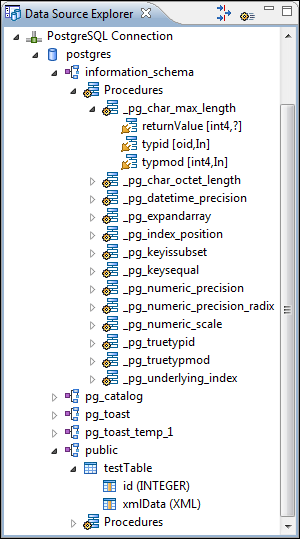 Data Source Explorer
PostgreSQL Connection
postgres
information_schema
Procedures
_pg_char_max_length
returnValue [int4,?]
typid [oid,In]
typmod [int4,In]
_pg_char_octet_length
_pg_datetime_precision
_pg_expandarray
_pg_index_position
_pg_keyissubset
_pg_keysequal
_pg_numeric_precision
_pg_numeric_precision_radix
_pg_numeric_scale
_pg_truetypid
_pg_truetypmod
_pg_underlying_index
pg_catalog
pg_toast
pg_toast_temp_1
public
testTable
id (INTEGER)
xmlData (XML)
Procedures